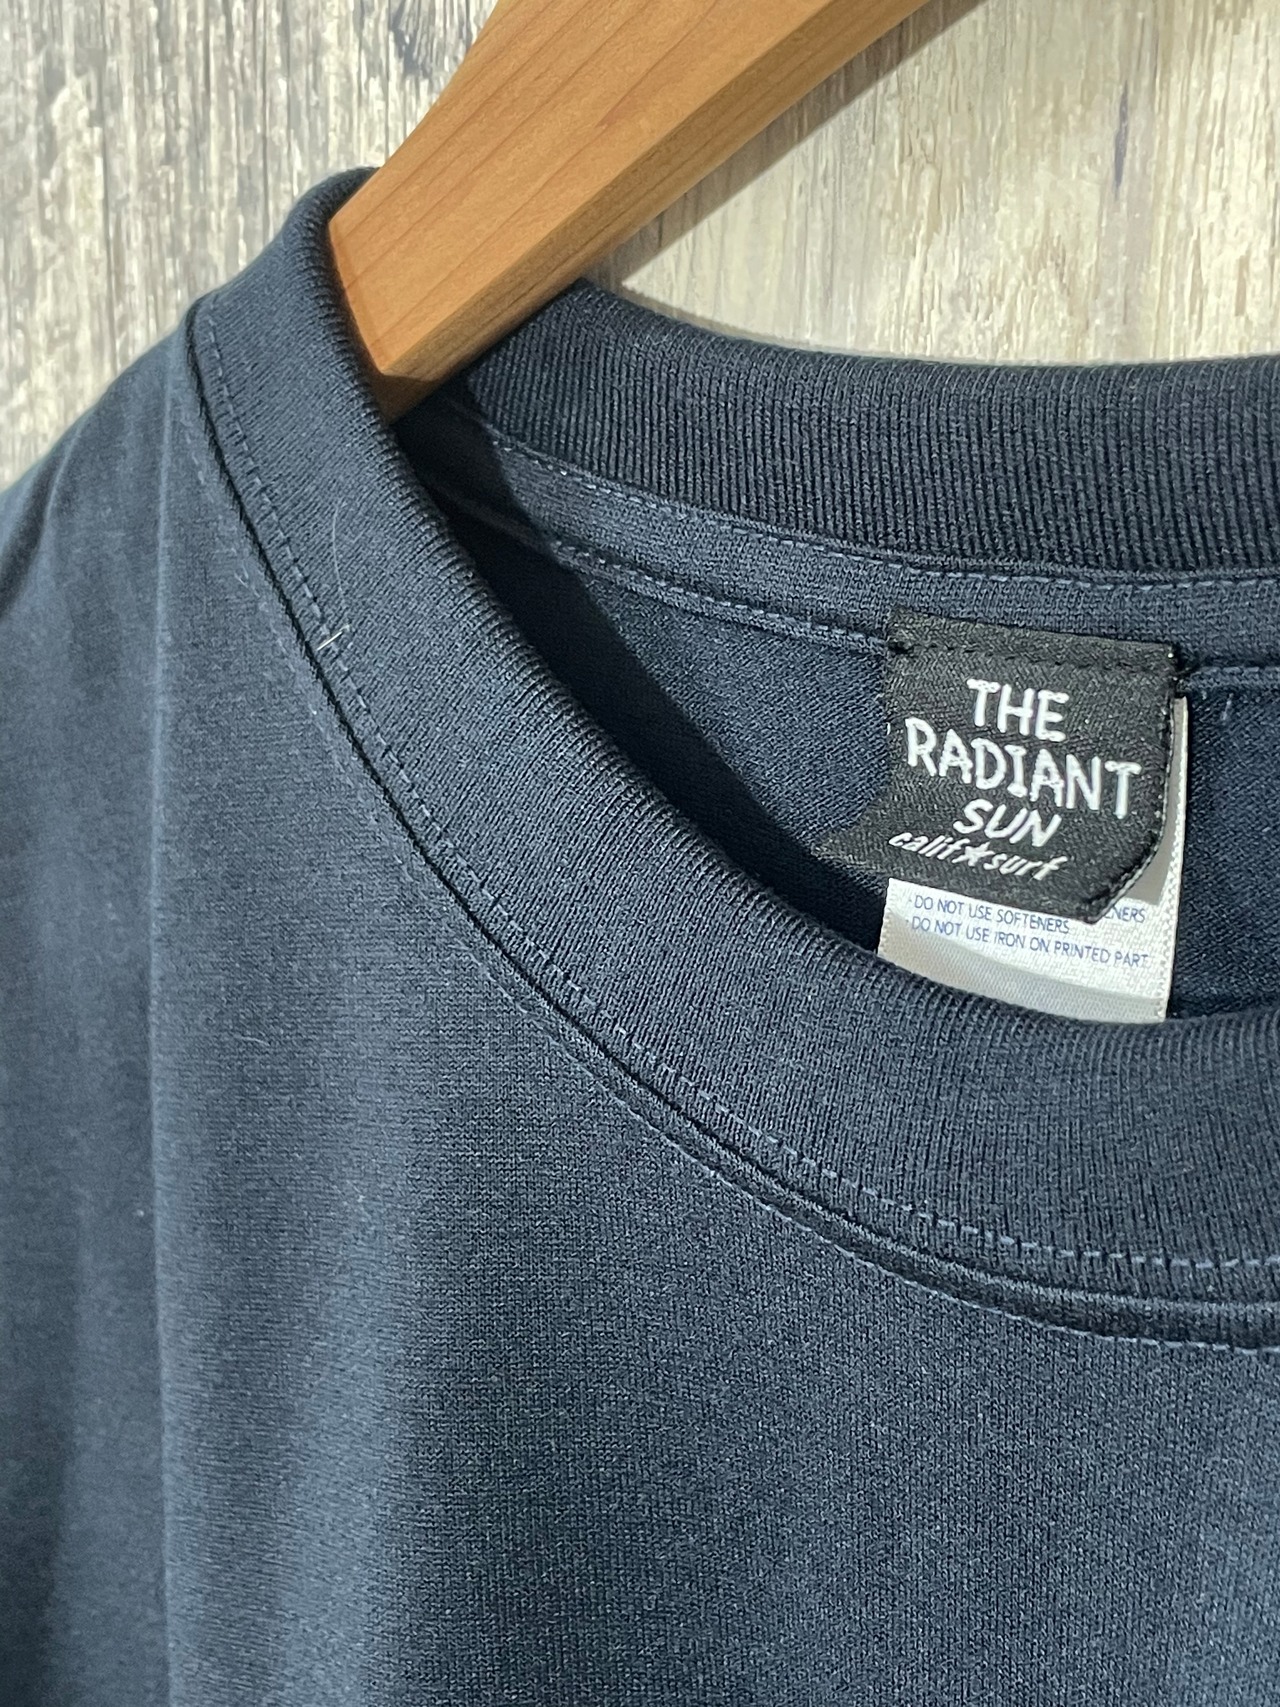 THE
RADIANT
SUN
calif★surf
·DO NOT USE SOFTENERS
·DO NOT USE IRON ON PRINTED PART